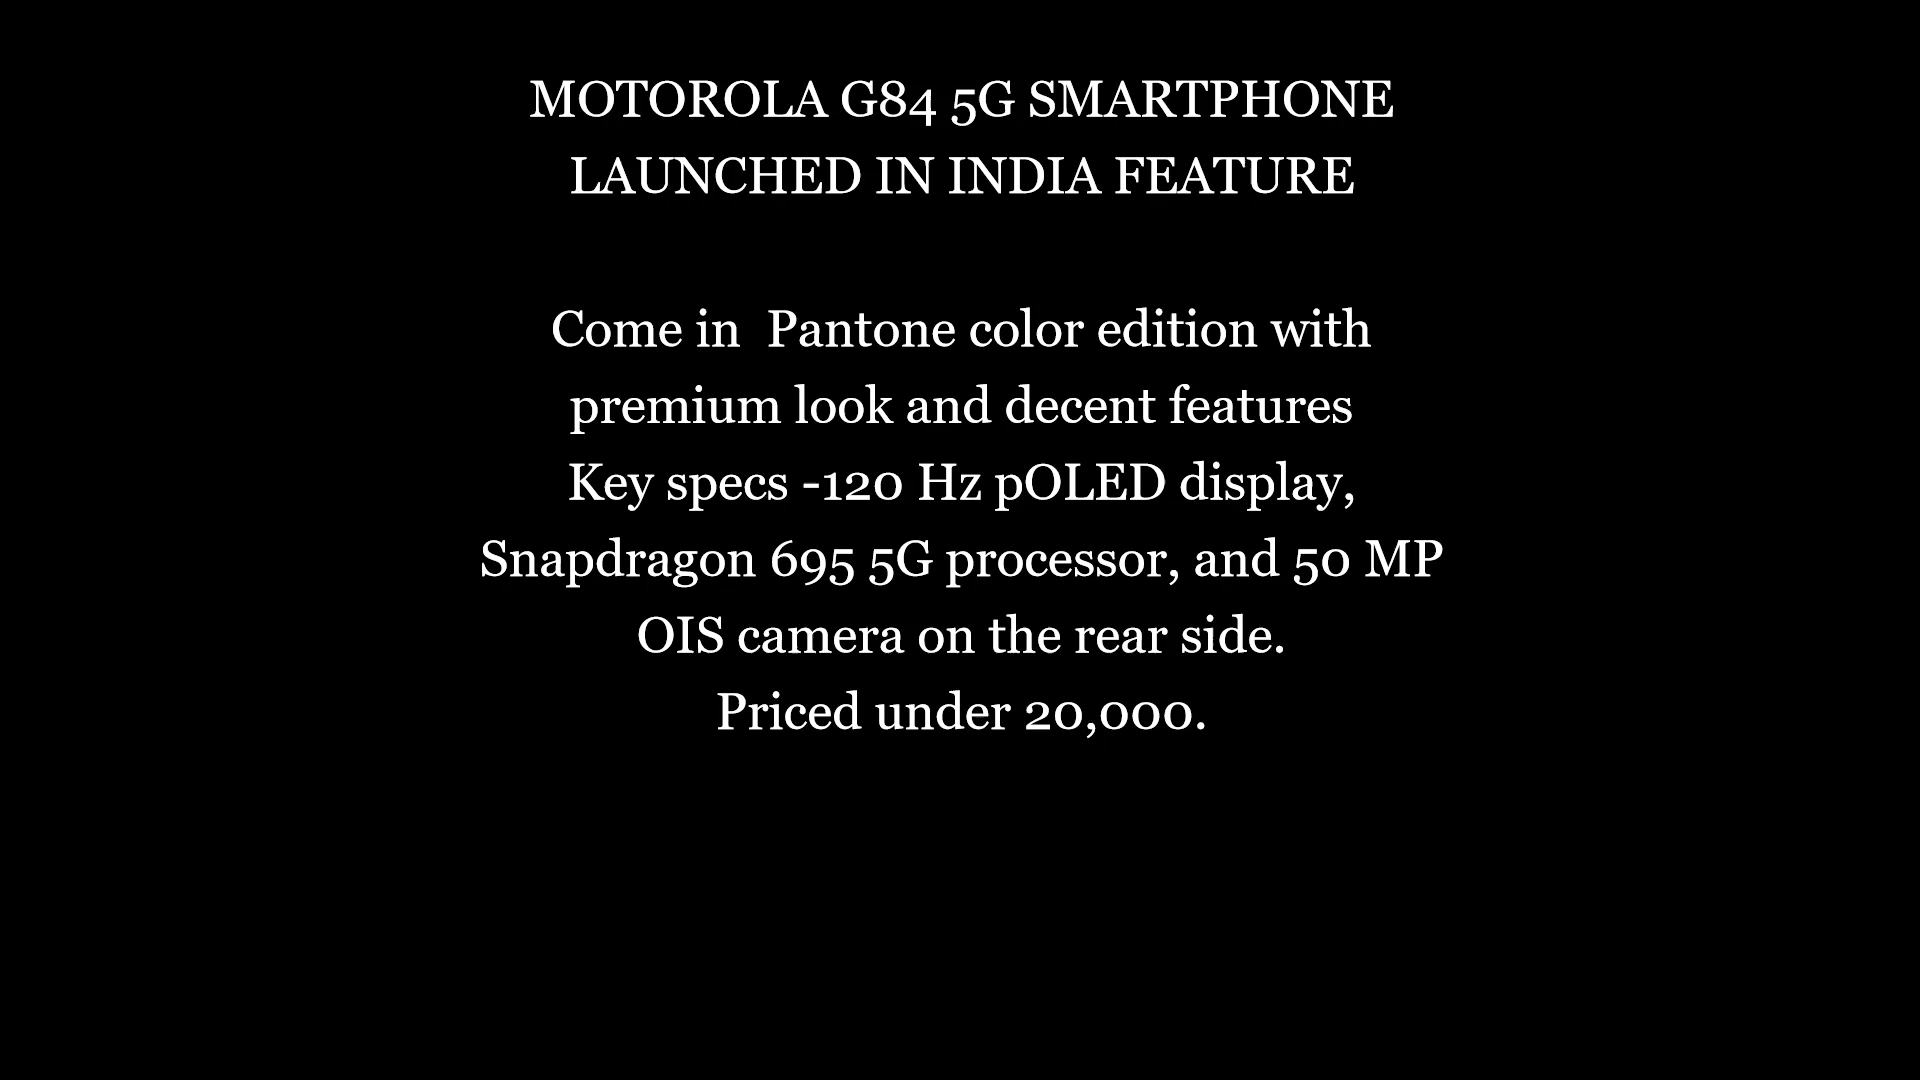 MOTOROLA G84 5G SMARTPHONE
LAUNCHED IN INDIA FEATURE
Come in  Pantone color edition with
premium look and decent features
Key specs -120 Hz pOLED display,
Snapdragon 695 5G processor, and 50 MP
OIS camera on the rear side.
Priced under 20,000.